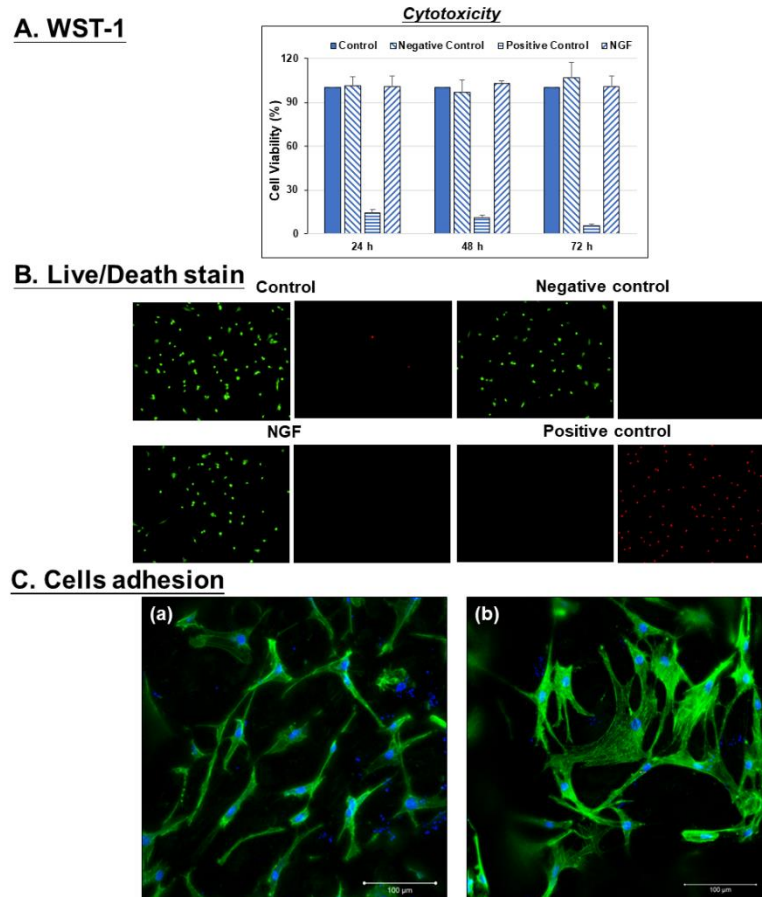 A. WST-1
Cytotoxicity
Control Negative Control Positive Control NGF
Cell Viability (%)
120
90
60
30
0
24 h 48 h 72 h
B. Live/Death stain
Control Negative control
NGF Positive control
C. Cells adhesion
(a) (b)
100 µm 100 µm